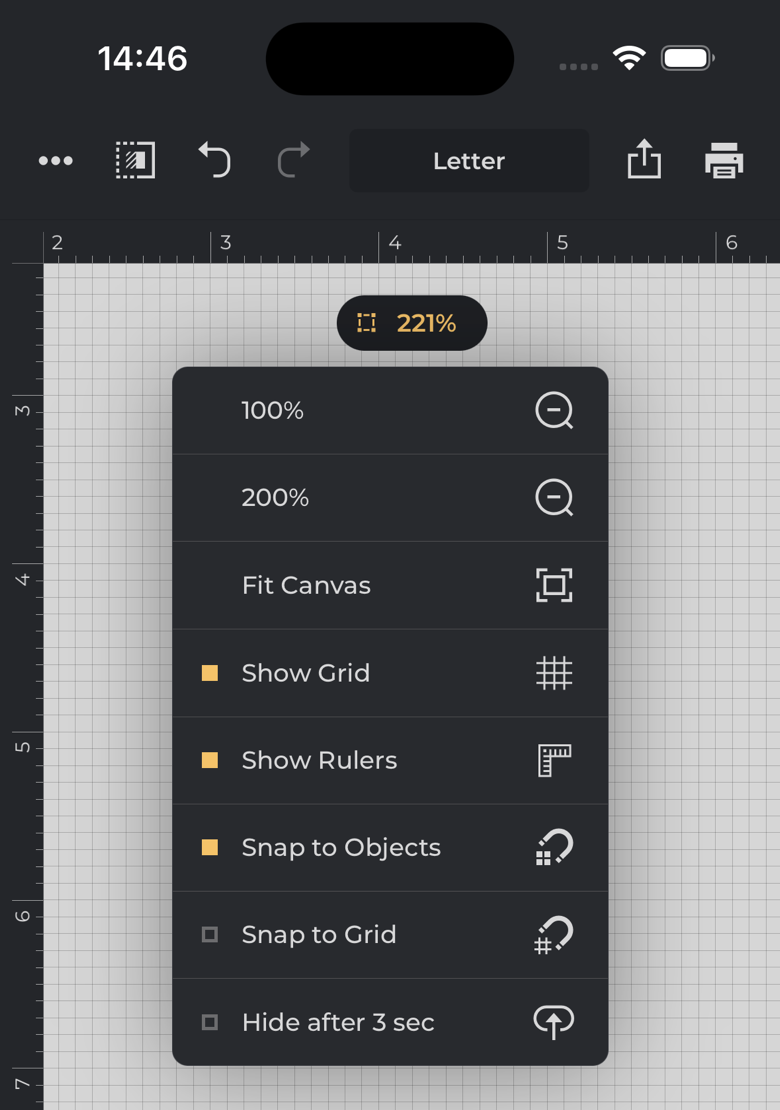 14:46
Letter
2 3 4 5 6
221%
100%
200%
3
Fit Canvas
4
Show Grid
Show Rulers
5
Snap to Objects
Snap to Grid
6
Hide after 3 sec
7